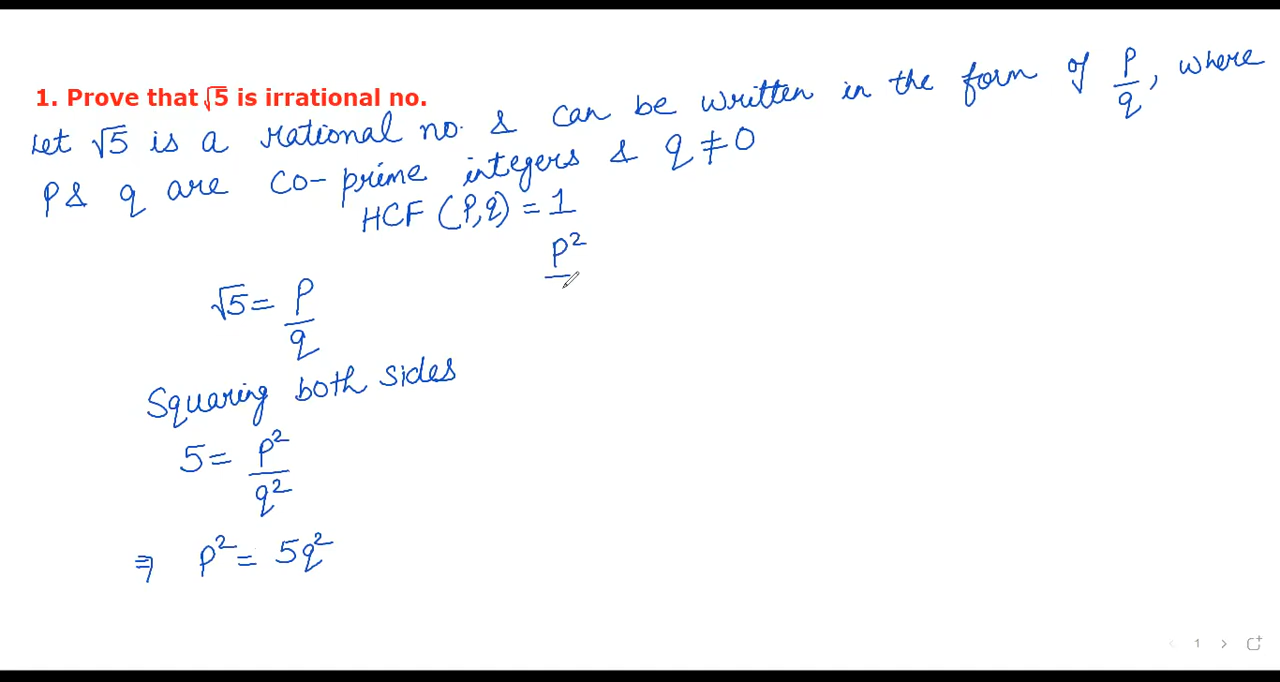 1. Prove that √5 is irrational no.
Let √5 is a rational no. & can be written in the form of P/q, where
P & q are co-prime integers & q ≠ 0
HCF (P,q) = 1
P²
√5 = P/q
Squaring both sides
5 = P²/q²
⇒ P² = 5q²
1